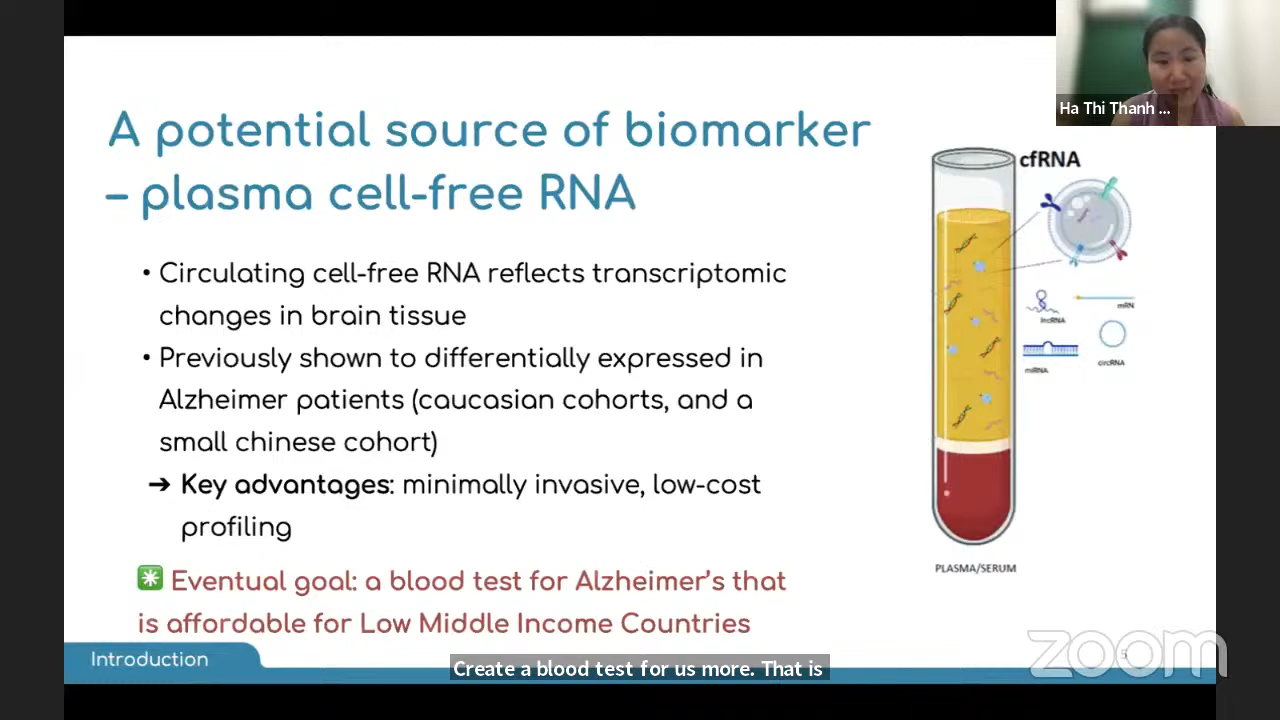 Ha Thi Thanh ...
A potential source of biomarker
– plasma cell-free RNA
• Circulating cell-free RNA reflects transcriptomic
changes in brain tissue
• Previously shown to differentially expressed in
Alzheimer patients (caucasian cohorts, and a
small chinese cohort)
➔ Key advantages: minimally invasive, low-cost
profiling
✳ Eventual goal: a blood test for Alzheimer's that
is affordable for Low Middle Income Countries
cfRNA
lncRNA
mRN
miRNA
circRNA
PLASMA/SERUM
Introduction
zoom
5
Create a blood test for us more. That is